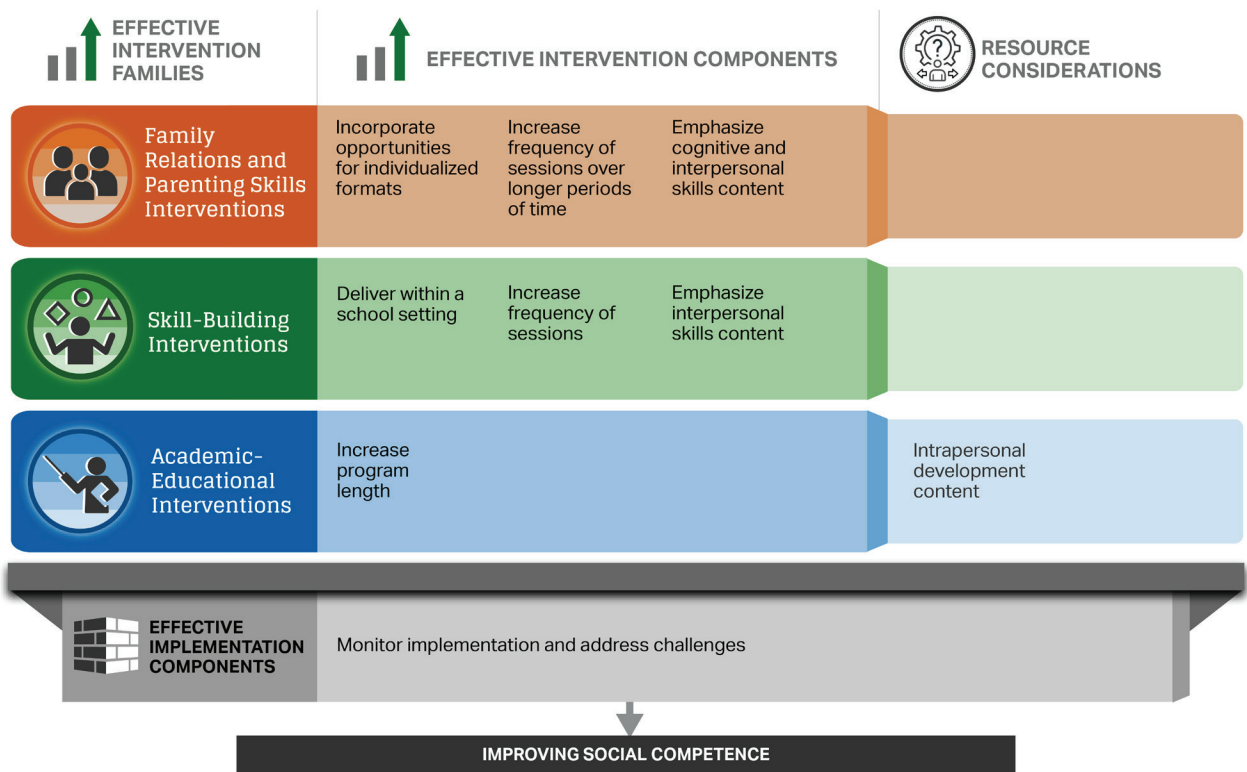 EFFECTIVE
INTERVENTION
FAMILIES
EFFECTIVE INTERVENTION COMPONENTS
?
RESOURCE
CONSIDERATIONS
Family
Relations and
Parenting Skills
Interventions
Incorporate
opportunities
for individualized
formats
Increase
frequency of
sessions over
longer periods
of time
Emphasize
cognitive and
interpersonal
skills content
Skill-Building
Interventions
Deliver within a
school setting
Increase
frequency of
sessions
Emphasize
interpersonal
skills content
Academic-
Educational
Interventions
Increase
program
length
Intrapersonal
development
content
EFFECTIVE
IMPLEMENTATION
COMPONENTS
Monitor implementation and address challenges
IMPROVING SOCIAL COMPETENCE